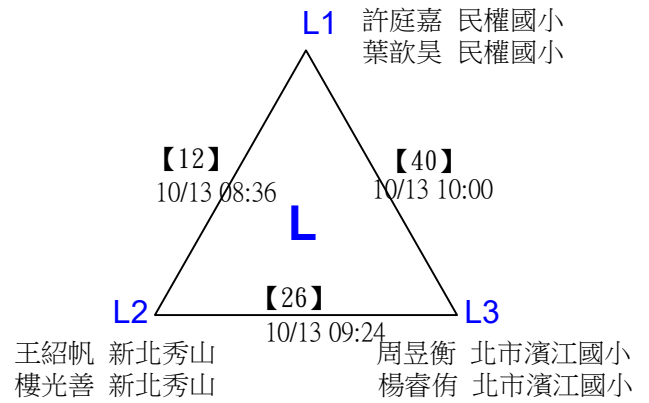 L1 許庭嘉 民權國小
葉歆昊 民權國小
【12】
10/13 08:36
【40】
10/13 10:00
L
L2
【26】
10/13 09:24
L3
王紹帆 新北秀山
樓光善 新北秀山
周昱衡 北市濱江國小
楊睿侑 北市濱江國小